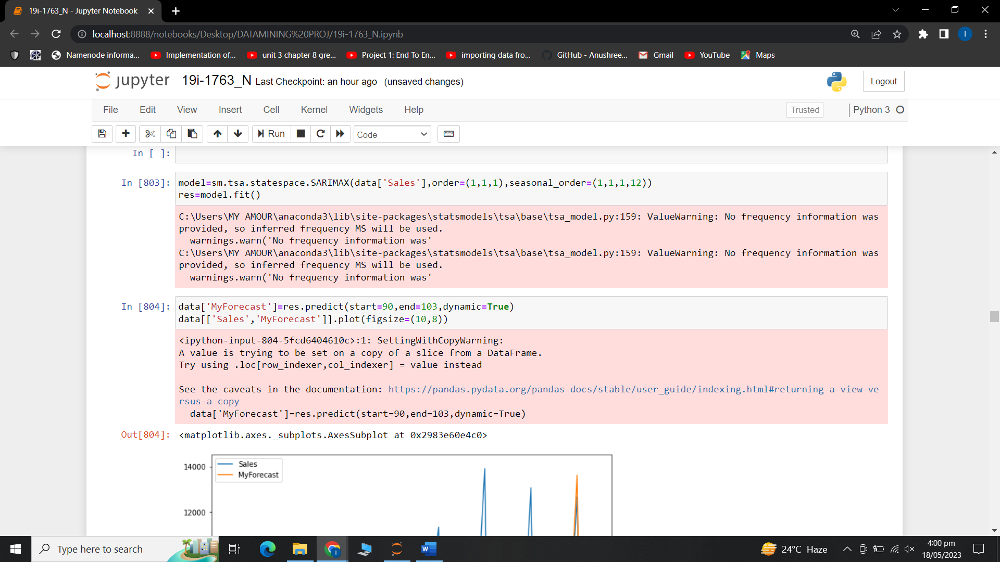 19i-1763_N - Jupyter Notebook
localhost:8888/notebooks/Desktop/DATAMINING%20PROJ/19i-1763_N.ipynb
I
Namenode informa... Implementation of... unit 3 chapter 8 gre... Project 1: End To En... importing data fro... GitHub - Anushree... Gmail YouTube Maps
jupyter 19i-1763_N Last Checkpoint: an hour ago (unsaved changes) Logout
File Edit View Insert Cell Kernel Widgets Help Trusted Python 3
Run Code
In [ ]:
In [803]: model=sm.tsa.statespace.SARIMAX(data['Sales'],order=(1,1,1),seasonal_order=(1,1,1,12))
res=model.fit()
C:\Users\MY AMOUR\anaconda3\lib\site-packages\statsmodels\tsa\base\tsa_model.py:159: ValueWarning: No frequency information was
provided, so inferred frequency MS will be used.
warnings.warn('No frequency information was'
C:\Users\MY AMOUR\anaconda3\lib\site-packages\statsmodels\tsa\base\tsa_model.py:159: ValueWarning: No frequency information was
provided, so inferred frequency MS will be used.
warnings.warn('No frequency information was'
In [804]: data['MyForecast']=res.predict(start=90,end=103,dynamic=True)
data[['Sales','MyForecast']].plot(figsize=(10,8))
<ipython-input-804-5fcd6404610c>:1: SettingWithCopyWarning:
A value is trying to be set on a copy of a slice from a DataFrame.
Try using .loc[row_indexer,col_indexer] = value instead
See the caveats in the documentation: https://pandas.pydata.org/pandas-docs/stable/user_guide/indexing.html#returning-a-view-ve
rsus-a-copy
data['MyForecast']=res.predict(start=90,end=103,dynamic=True)
Out[804]: <matplotlib.axes._subplots.AxesSubplot at 0x2983e60e4c0>
Sales
14000
MyForecast
12000
Type here to search
24°C Haze
4:00 pm
18/05/2023